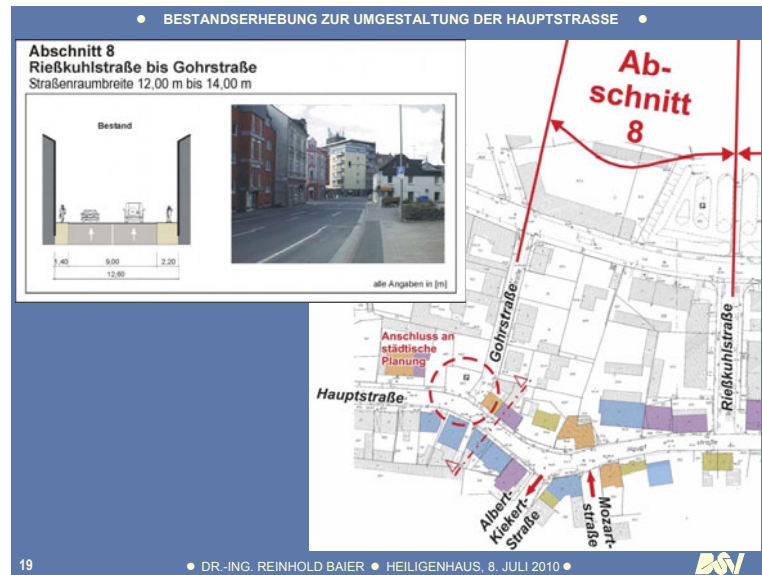 BESTANDSERHEBUNG ZUR UMGESTALTUNG DER HAUPTSTRASSE
Abschnitt 8
Rießkuhlstraße bis Gohrstraße
Straßenraumbreite 12,00 m bis 14,00 m
Bestand
1,40 9,00 2,20
12,60
alle Angaben in [m]
Ab-
schnitt
8
Gohrstraße
Rießkuhlstraße
Anschluss an
städtische
Planung
Hauptstraße
Albert-
Kiekert-
Straße
Mozart-
straße
19
DR.-ING. REINHOLD BAIER
HEILIGENHAUS, 8. JULI 2010
BSV